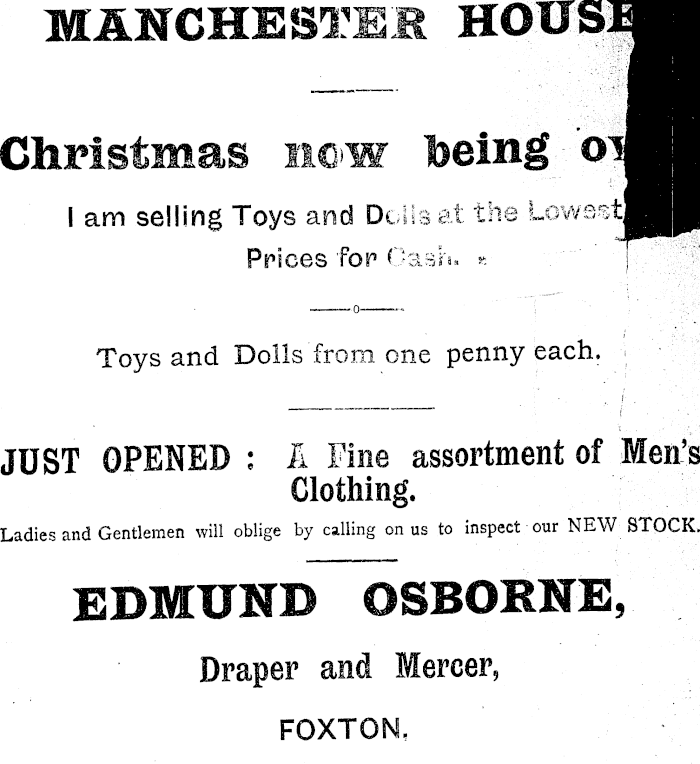 MANCHESTER HOUSE
Christmas now being
I am selling Toys and Dolls at the Lowest
Prices for Cash.
Toys and Dolls from one penny each.
JUST OPENED : A Fine assortment of Men's
Clothing.
Ladies and Gentlemen will oblige by calling on us to inspect our NEW STOCK.
EDMUND OSBORNE,
Draper and Mercer,
FOXTON.